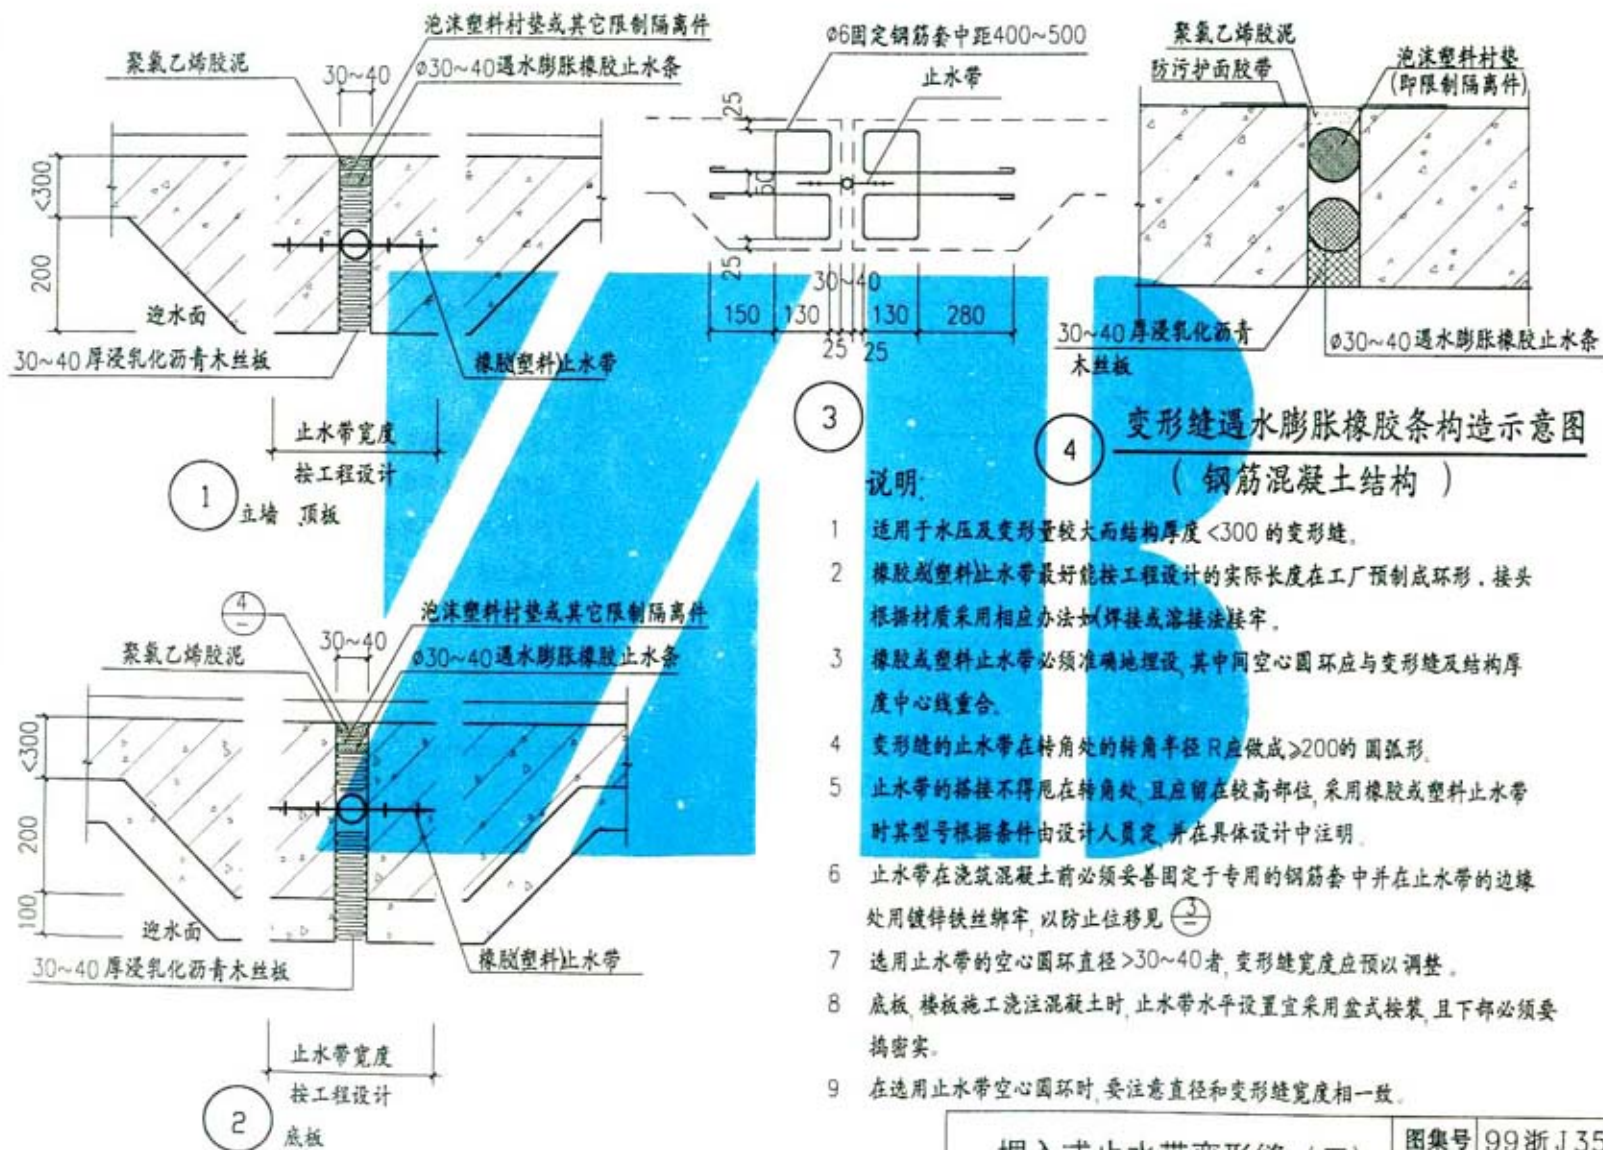 泡沫塑料村垫或其它限制隔离件
聚氯乙烯胶泥
30~40
ø30~40遇水膨胀橡胶止水条
<300
200
迎水面
30~40厚浸乳化沥青木丝板
橡胶(塑料)止水带
止水带宽度
按工程设计
1
立墙 顶板
ø6固定钢筋套中距400~500
止水带
25
50
25
30~40
150
130
130
280
25
25
3
聚氯乙烯胶泥
防污护面胶带
泡沫塑料村垫
(即限制隔离件)
30~40厚浸乳化沥青
木丝板
ø30~40遇水膨胀橡胶止水条
4
变形缝遇水膨胀橡胶条构造示意图
(钢筋混凝土结构)
4
–
泡沫塑料村垫或其它限制隔离件
聚氯乙烯胶泥
30~40
ø30~40遇水膨胀橡胶止水条
<300
200
100
迎水面
30~40厚浸乳化沥青木丝板
橡胶(塑料)止水带
止水带宽度
按工程设计
2
底板
说明:
1 适用于水压及变形量较大而结构厚度<300的变形缝。
2 橡胶或(塑料)止水带最好能按工程设计的实际长度在工厂预制成环形.接头
根据材质采用相应办法如(焊接或溶接法)接牢。
3 橡胶或塑料止水带必须准确地埋设,其中间空心圆环应与变形缝及结构厚
度中心线重合。
4 变形缝的止水带在转角处的转角半径R应做成≥200的圆弧形.
5 止水带的搭接不得甩在转角处,且应留在较高部位,采用橡胶或塑料止水带
时其型号根据条件由设计人员定,并在具体设计中注明.
6 止水带在浇筑混凝土前必须妥善固定于专用的钢筋套中并在止水带的边缘
处用镀锌铁丝绑牢,以防止位移见 3
–
7 选用止水带的空心圆环直径>30~40者,变形缝宽度应预以调整。
8 底板,楼板施工浇注混凝土时,止水带水平设置宜采用盆式按装,且下部必须要
捣密实。
9 在选用止水带空心圆环时,要注意直径和变形缝宽度相一致。
图集号 99浙J35